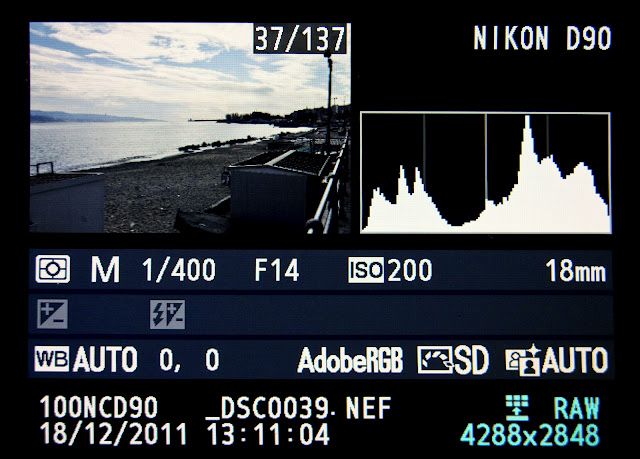 37/137
NIKON D90
M 1/400 F14 ISO 200 18mm
WB AUTO 0, 0 AdobeRGB SD AUTO
100NCD90 _DSC0039. NEF RAW
18/12/2011 13:11:04 4288x2848